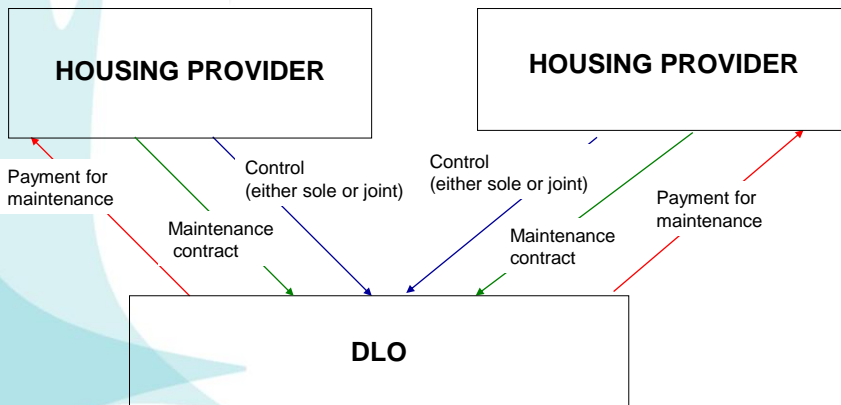 HOUSING PROVIDER
HOUSING PROVIDER
Payment for
maintenance
Control
(either sole or joint)
Maintenance
contract
Control
(either sole or joint)
Maintenance
contract
Payment for
maintenance
DLO